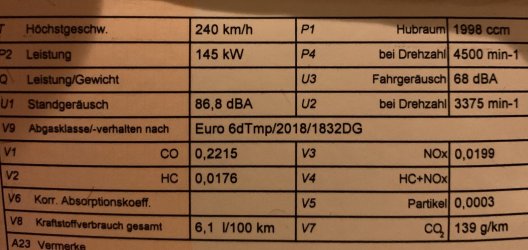 T Höchstgeschw. 240 km/h P1 Hubraum 1998 ccm
P2 Leistung 145 kW P4 bei Drehzahl 4500 min-1
Q Leistung/Gewicht U3 Fahrgeräusch 68 dBA
U1 Standgeräusch 86,8 dBA U2 bei Drehzahl 3375 min-1
V9 Abgasklasse/-verhalten nach Euro 6dTmp/2018/1832DG
V1 CO 0,2215 V3 NOx 0,0199
V2 HC 0,0176 V4 HC+NOx
V6 Korr. Absorptionskoeff. V5 Partikel 0,0003
V8 Kraftstoffverbrauch gesamt 6,1 l/100 km V7 CO2 139 g/km
A23 Vermerke